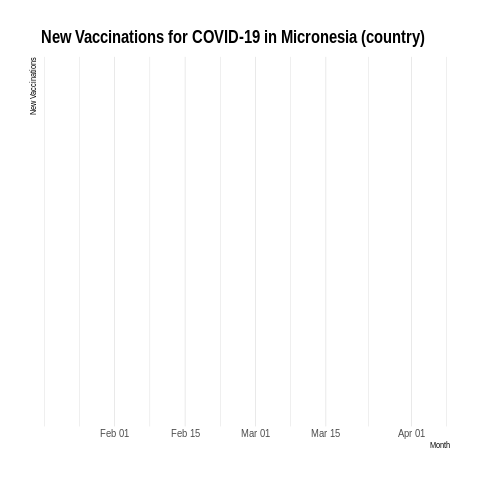 New Vaccinations for COVID-19 in Micronesia (country)
New Vaccinations
Feb 01 Feb 15 Mar 01 Mar 15 Apr 01
Month